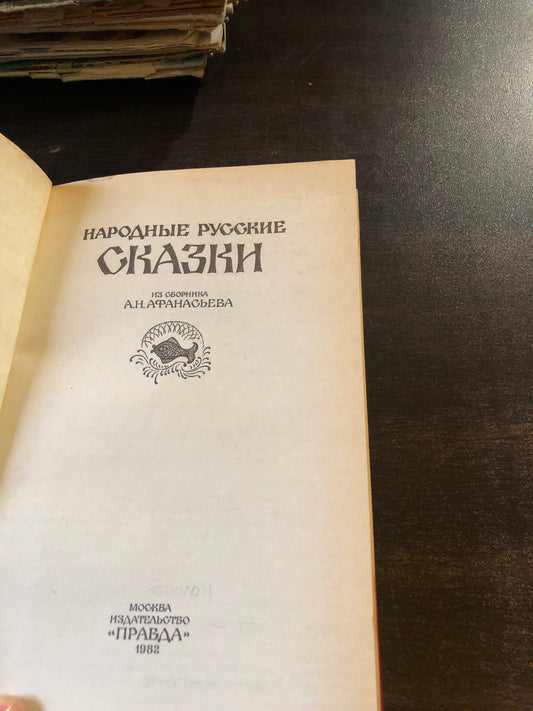 НАРОДНЫЕ РУССКИЕ
СКАЗКИ
ИЗ СБОРНИКА
А.Н.АФАНАСЬЕВА
МОСКВА
ИЗДАТЕЛЬСТВО
«ПРАВДА»
1982